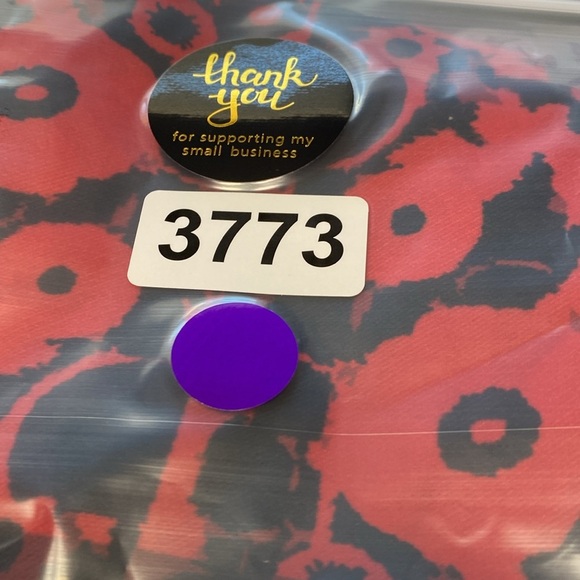 thank
you
for supporting my
small business
3773